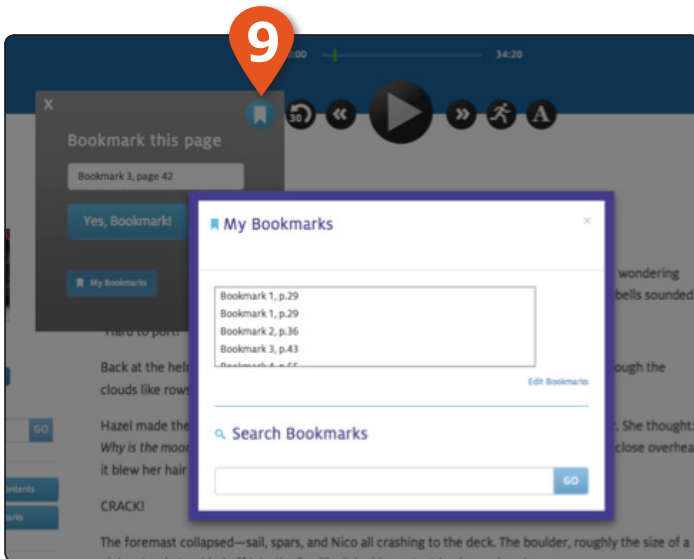 9
:00
34:20
X
30
A
Bookmark this page
Bookmark 3, page 42
Yes, Bookmark!
My Bookmarks
My Bookmarks
×
Bookmark 1, p.29
Bookmark 1, p.29
Bookmark 2, p.36
Bookmark 3, p.43
Edit Bookmarks
Search Bookmarks
GO
wondering
bells sounded
"Hard to port!"
Back at the helm
ough the
clouds like rows
GO
Hazel made the
. She thought:
Why is the moon
close overhea
it blew her hair
ontents
arks
CRACK!
The foremast collapsed—sail, spars, and Nico all crashing to the deck. The boulder, roughly the size of a